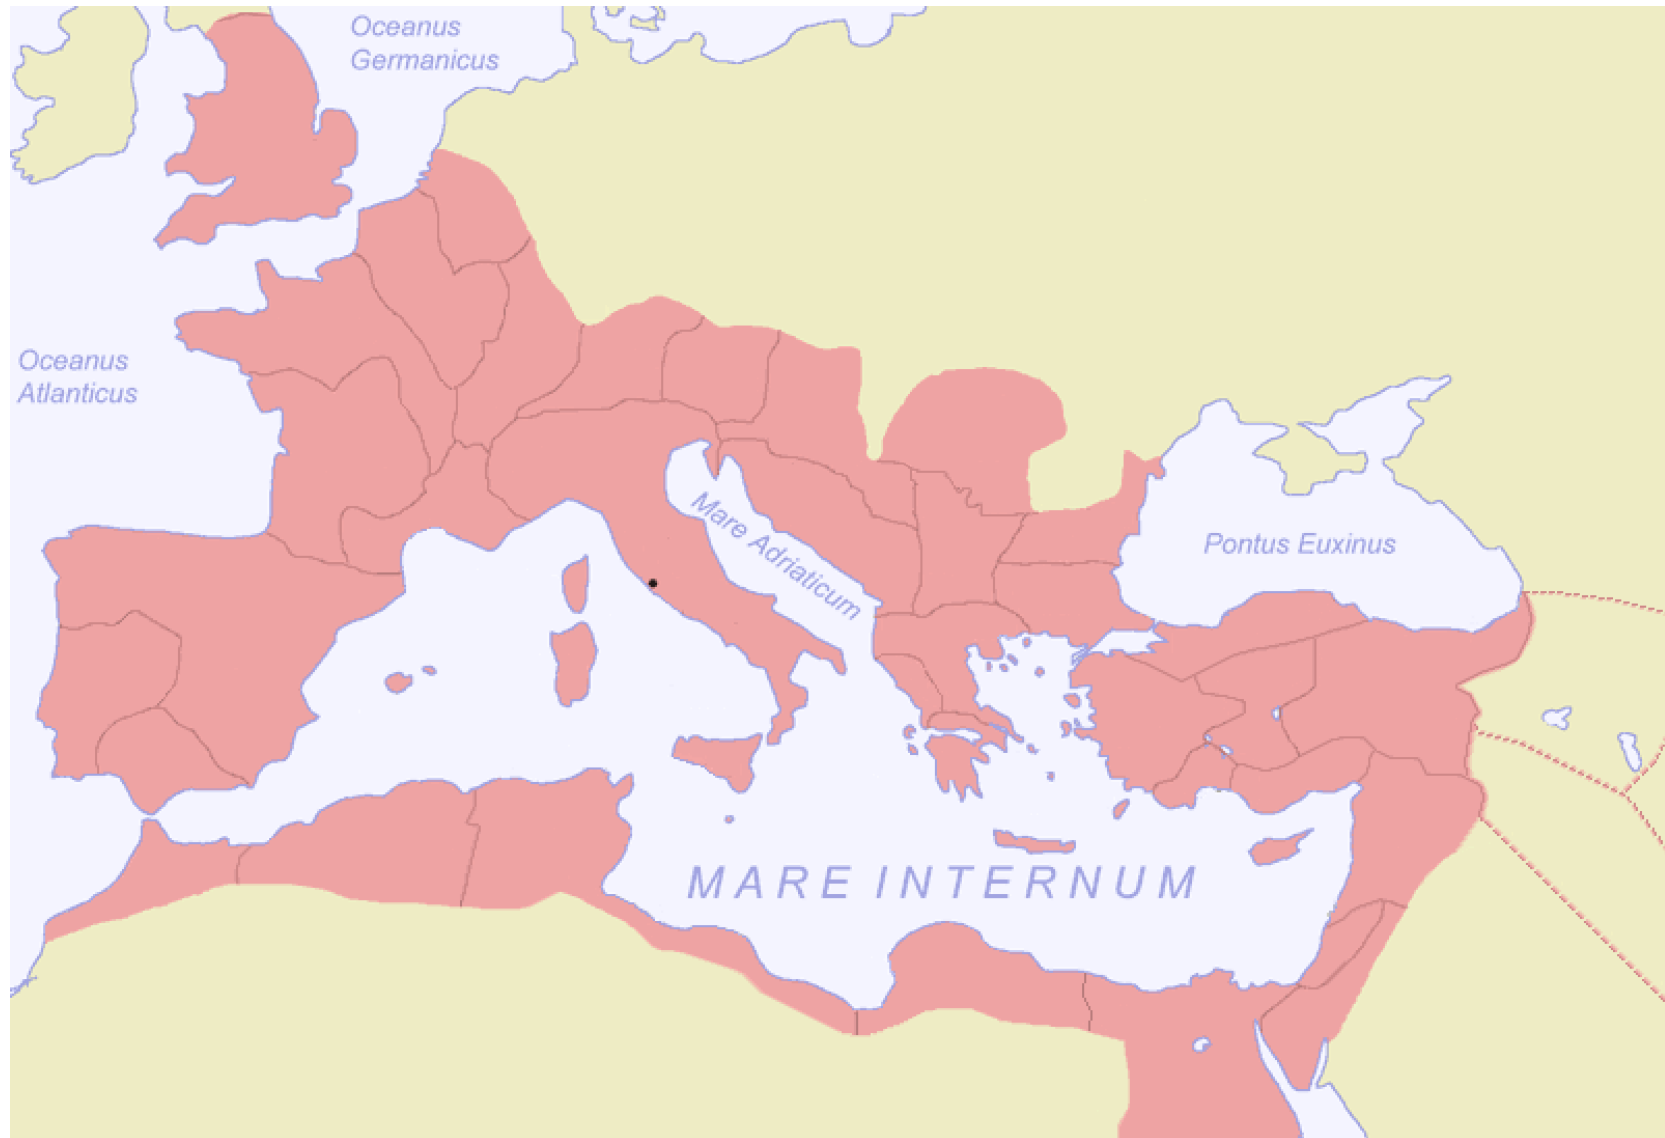 Oceanus
Germanicus
Oceanus
Atlanticus
Mare Adriaticum
Pontus Euxinus
MARE INTERNUM